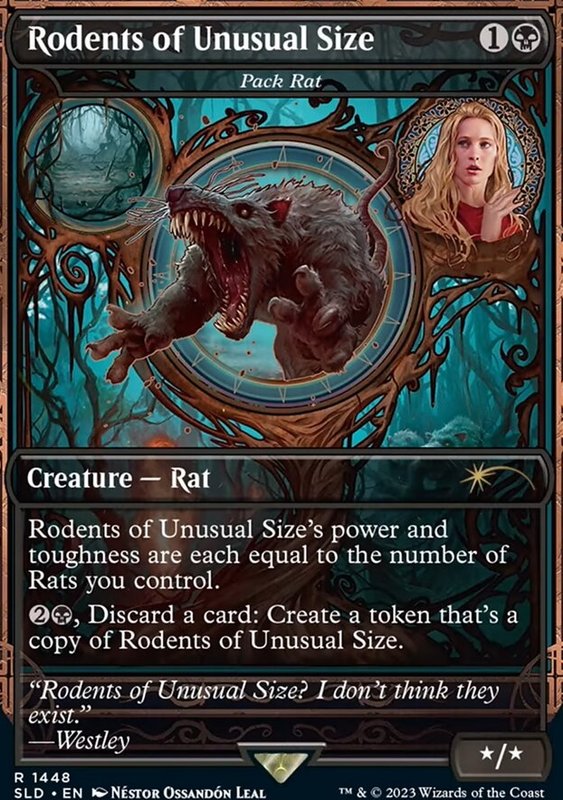 Rodents of Unusual Size 1
Pack Rat
Creature — Rat
Rodents of Unusual Size's power and
toughness are each equal to the number of
Rats you control.
2, Discard a card: Create a token that's a
copy of Rodents of Unusual Size.
"Rodents of Unusual Size? I don't think they
exist."
—Westley
★/★
R 1448
SLD • EN Néstor Ossandón Leal
™ & © 2023 Wizards of the Coast